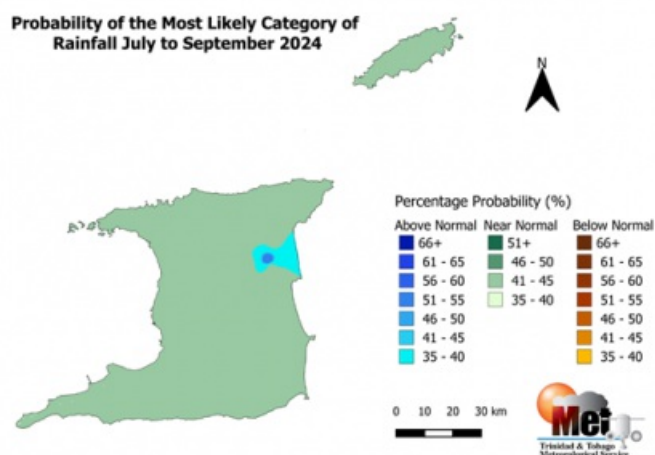 Probability of the Most Likely Category of
Rainfall July to September 2024
N
Percentage Probability (%)
Above Normal Near Normal Below Normal
66+ 51+ 66+
61 - 65 46 - 50 61 - 65
56 - 60 41 - 45 56 - 60
51 - 55 35 - 40 51 - 55
46 - 50 46 - 50
41 - 45 41 - 45
35 - 40 35 - 40
0 10 20 30 km
Met
Trinidad & Tobago
Meteorological Service